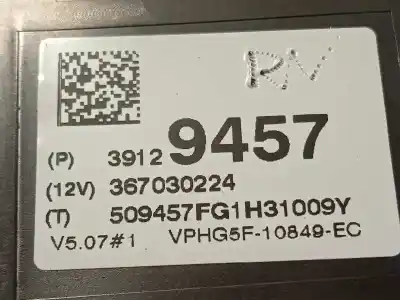 RV
(P) 3912 9457
(12V) 367030224
(T) 509457FG1H31009Y
V5.07#1 VPHG5F-10849-EC